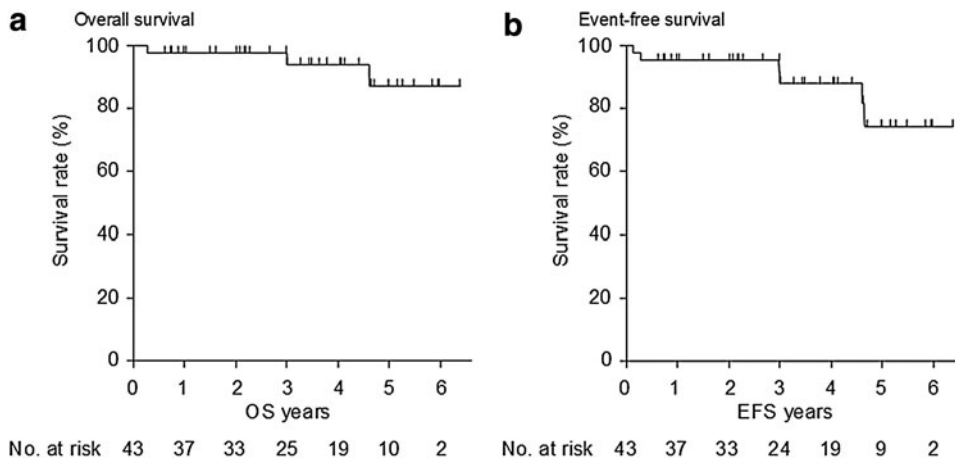 a Overall survival
100
80
60
40
20
0
Survival rate (%)
0 1 2 3 4 5 6
OS years
No. at risk 43 37 33 25 19 10 2
b Event-free survival
100
80
60
40
20
0
Survival rate (%)
0 1 2 3 4 5 6
EFS years
No. at risk 43 37 33 24 19 9 2